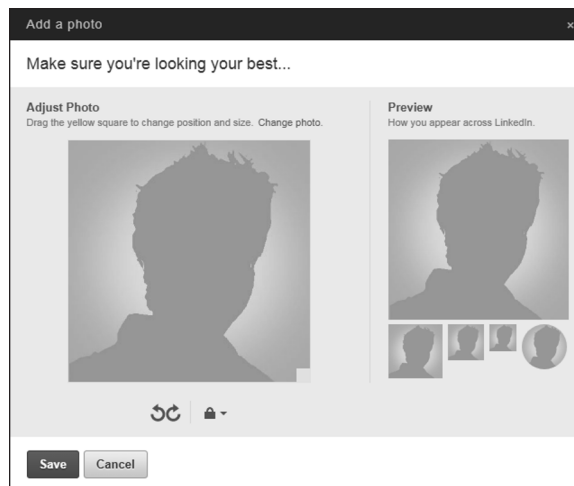 Add a photo ×
Make sure you're looking your best...
Adjust Photo
Drag the yellow square to change position and size. Change photo.
Preview
How you appear across LinkedIn.
Save Cancel